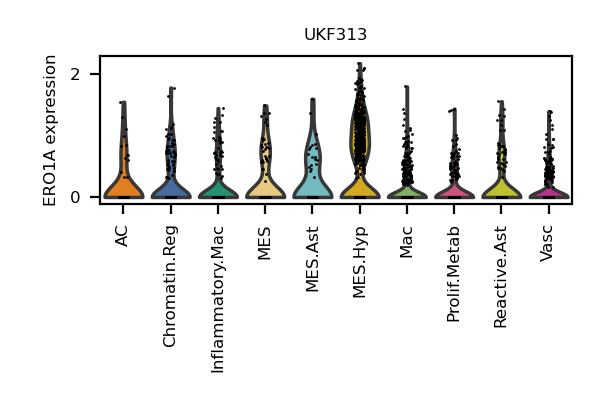 UKF313
ERO1A expression
2
0
AC
Chromatin.Reg
Inflammatory.Mac
MES
MES.Ast
MES.Hyp
Mac
Prolif.Metab
Reactive.Ast
Vasc